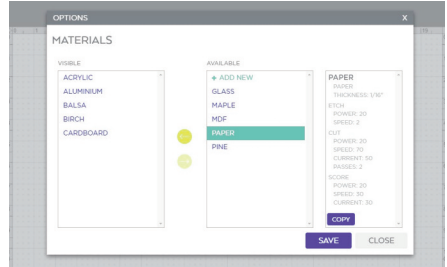 OPTIONS
X
MATERIALS
VISIBLE
ACRYLIC
ALUMINIUM
BALSA
BIRCH
CARDBOARD
AVAILABLE
+ ADD NEW
GLASS
MAPLE
MDF
PAPER
PINE
PAPER
PAPER
THICKNESS: 1/16"
ETCH
POWER: 20
SPEED: 2
CUT
POWER: 20
SPEED: 70
CURRENT: 50
PASSES: 2
SCORE
POWER: 20
SPEED: 30
CURRENT: 30
COPY
SAVE
CLOSE